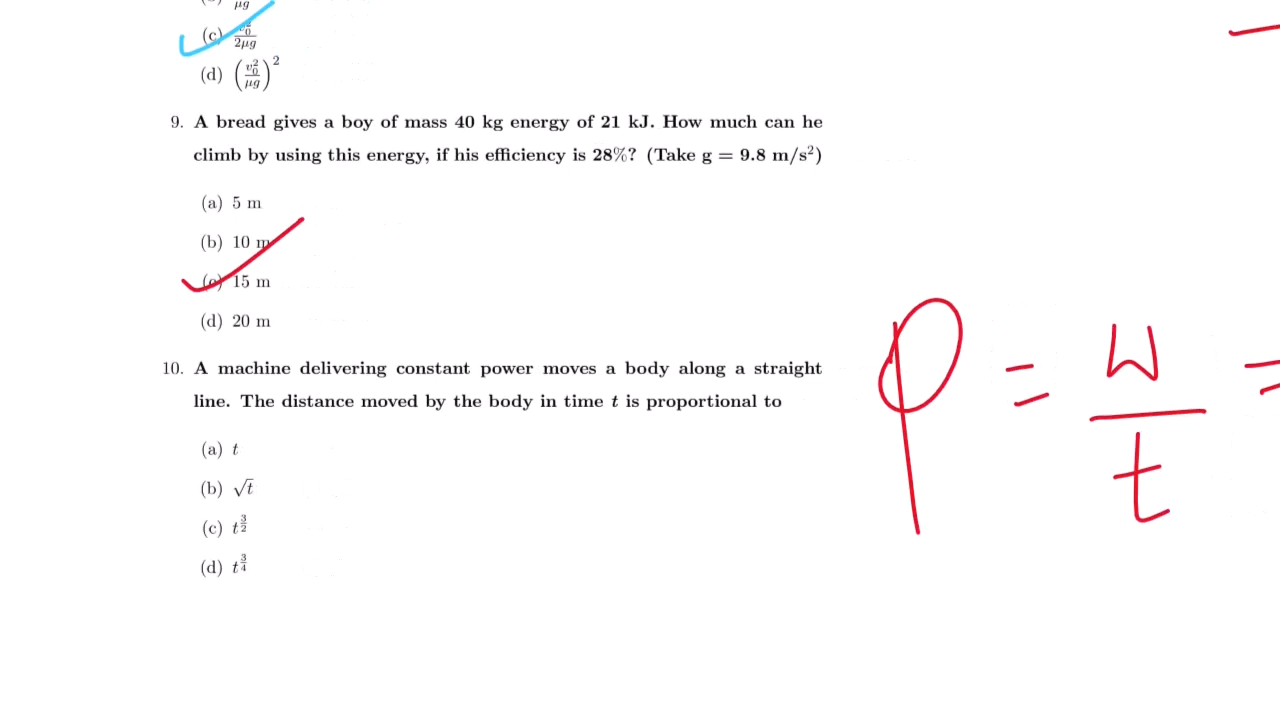 μg
(c) v₀²/2μg
(d) (v₀²/μg)²
9. A bread gives a boy of mass 40 kg energy of 21 kJ. How much can he
climb by using this energy, if his efficiency is 28%? (Take g = 9.8 m/s²)
(a) 5 m
(b) 10 m
(c) 15 m
(d) 20 m
10. A machine delivering constant power moves a body along a straight
line. The distance moved by the body in time t is proportional to
(a) t
(b) √t
(c) t^(3/2)
(d) t^(3/4)
P = W/t =